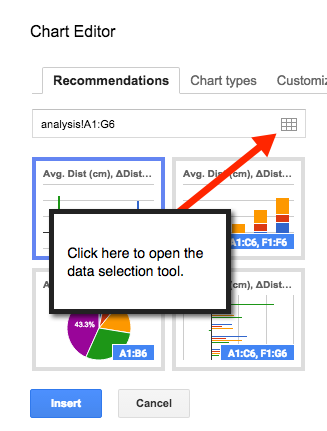 Chart Editor
Recommendations Chart types Customiz
analysis!A1:G6
Avg. Dist (cm), ΔDist… Avg. Dist (cm), ΔDist…
A1:C6, F1:F6
Click here to open the
data selection tool.
A
43.3%
A1:B6 A1:C6, F1:G6
Insert Cancel